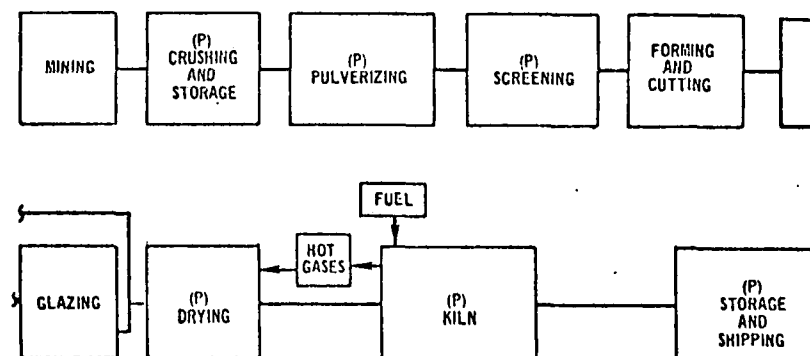 MINING
(P)
CRUSHING
AND
STORAGE
(P)
PULVERIZING
(P)
SCREENING
FORMING
AND
CUTTING
FUEL
HOT
GASES
GLAZING
(P)
DRYING
(P)
KILN
(P)
STORAGE
AND
SHIPPING